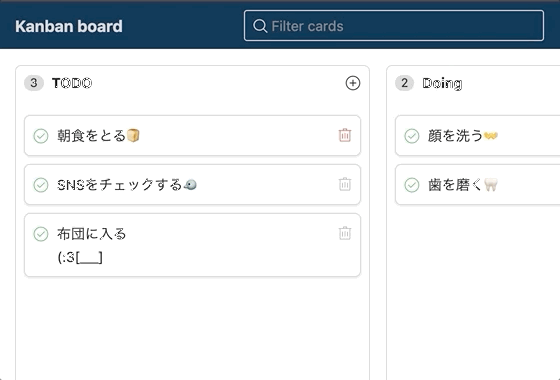 Kanban board
Filter cards
3 TODO
朝食をとる🍞
SNSをチェックする🐦
布団に入る
(:3[___]
2 Doing
顔を洗う👐
歯を磨く🦷